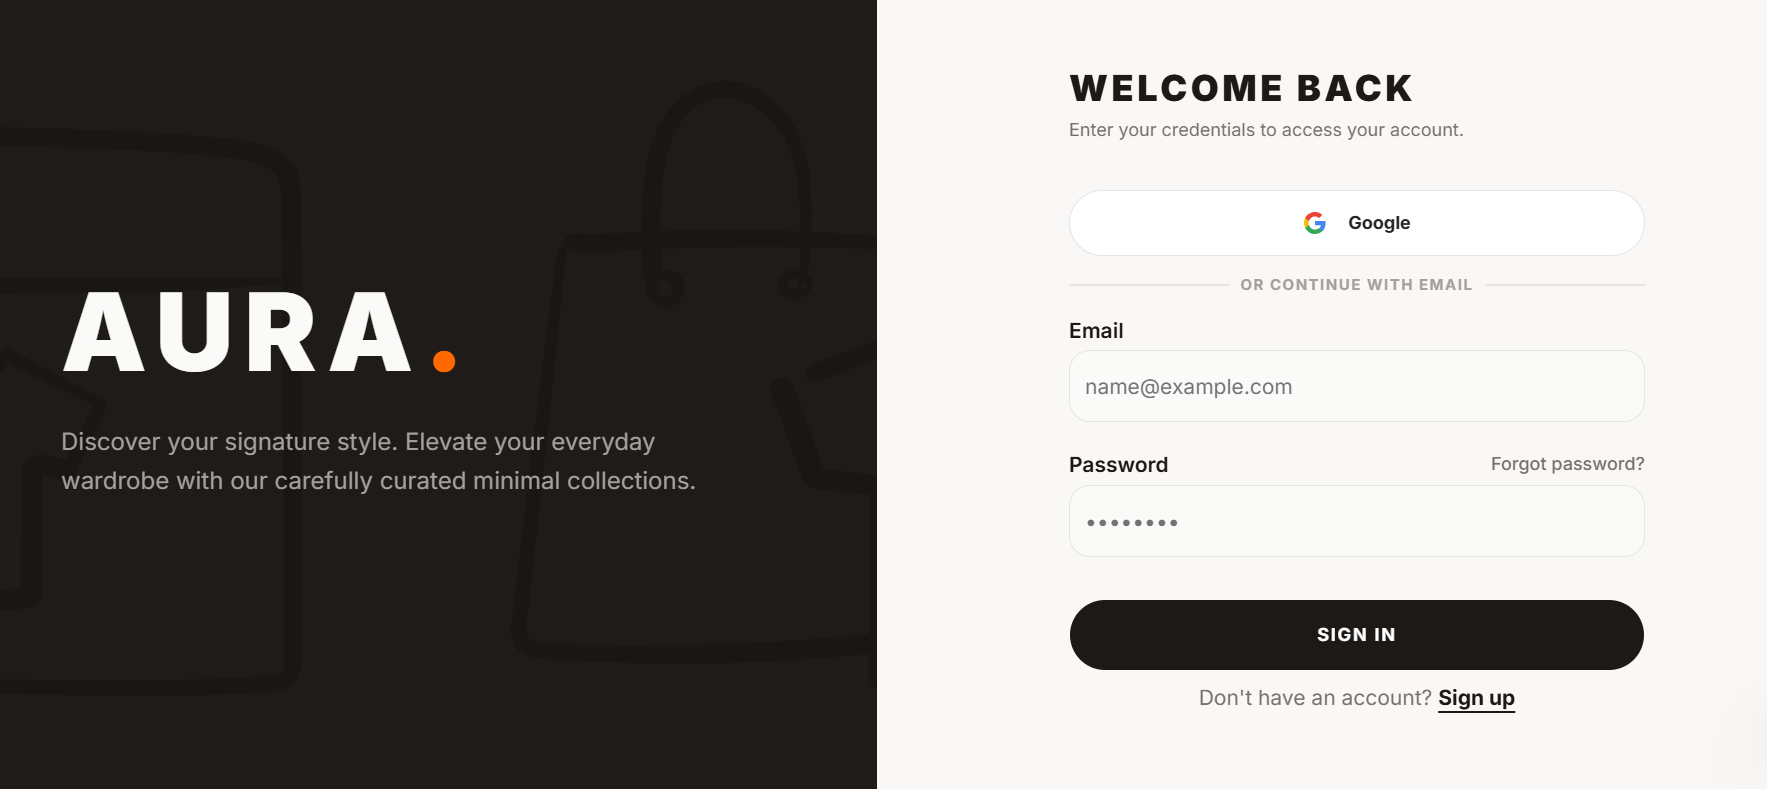 AURA.
Discover your signature style. Elevate your everyday
wardrobe with our carefully curated minimal collections.
WELCOME BACK
Enter your credentials to access your account.
Google
OR CONTINUE WITH EMAIL
Email
name@example.com
Password Forgot password?
••••••••
SIGN IN
Don't have an account? Sign up